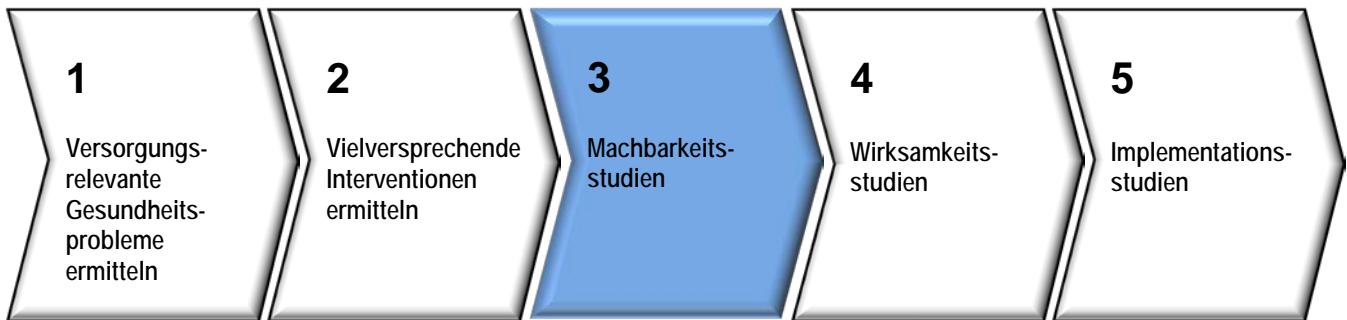 1
Versorgungs-
relevante
Gesundheits-
probleme
ermitteln
2
Vielversprechende
Interventionen
ermitteln
3
Machbarkeits-
studien
4
Wirksamkeits-
studien
5
Implementations-
studien